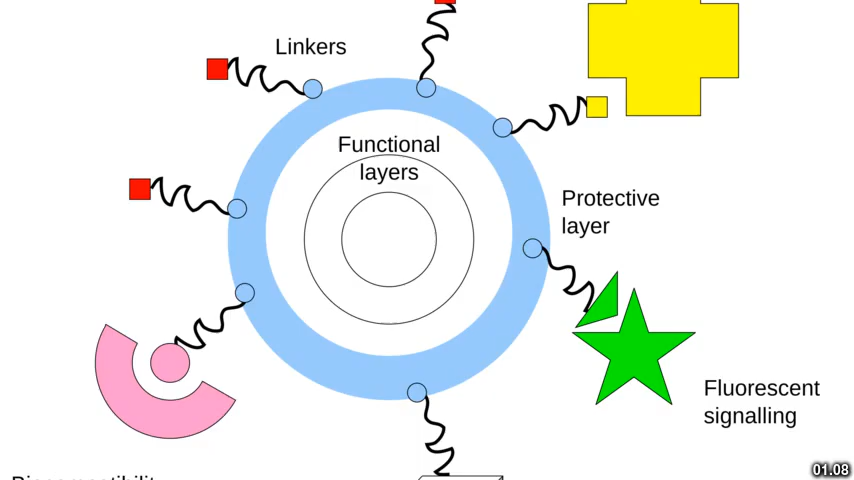 Linkers
Functional
layers
Protective
layer
Fluorescent
signalling
01.08